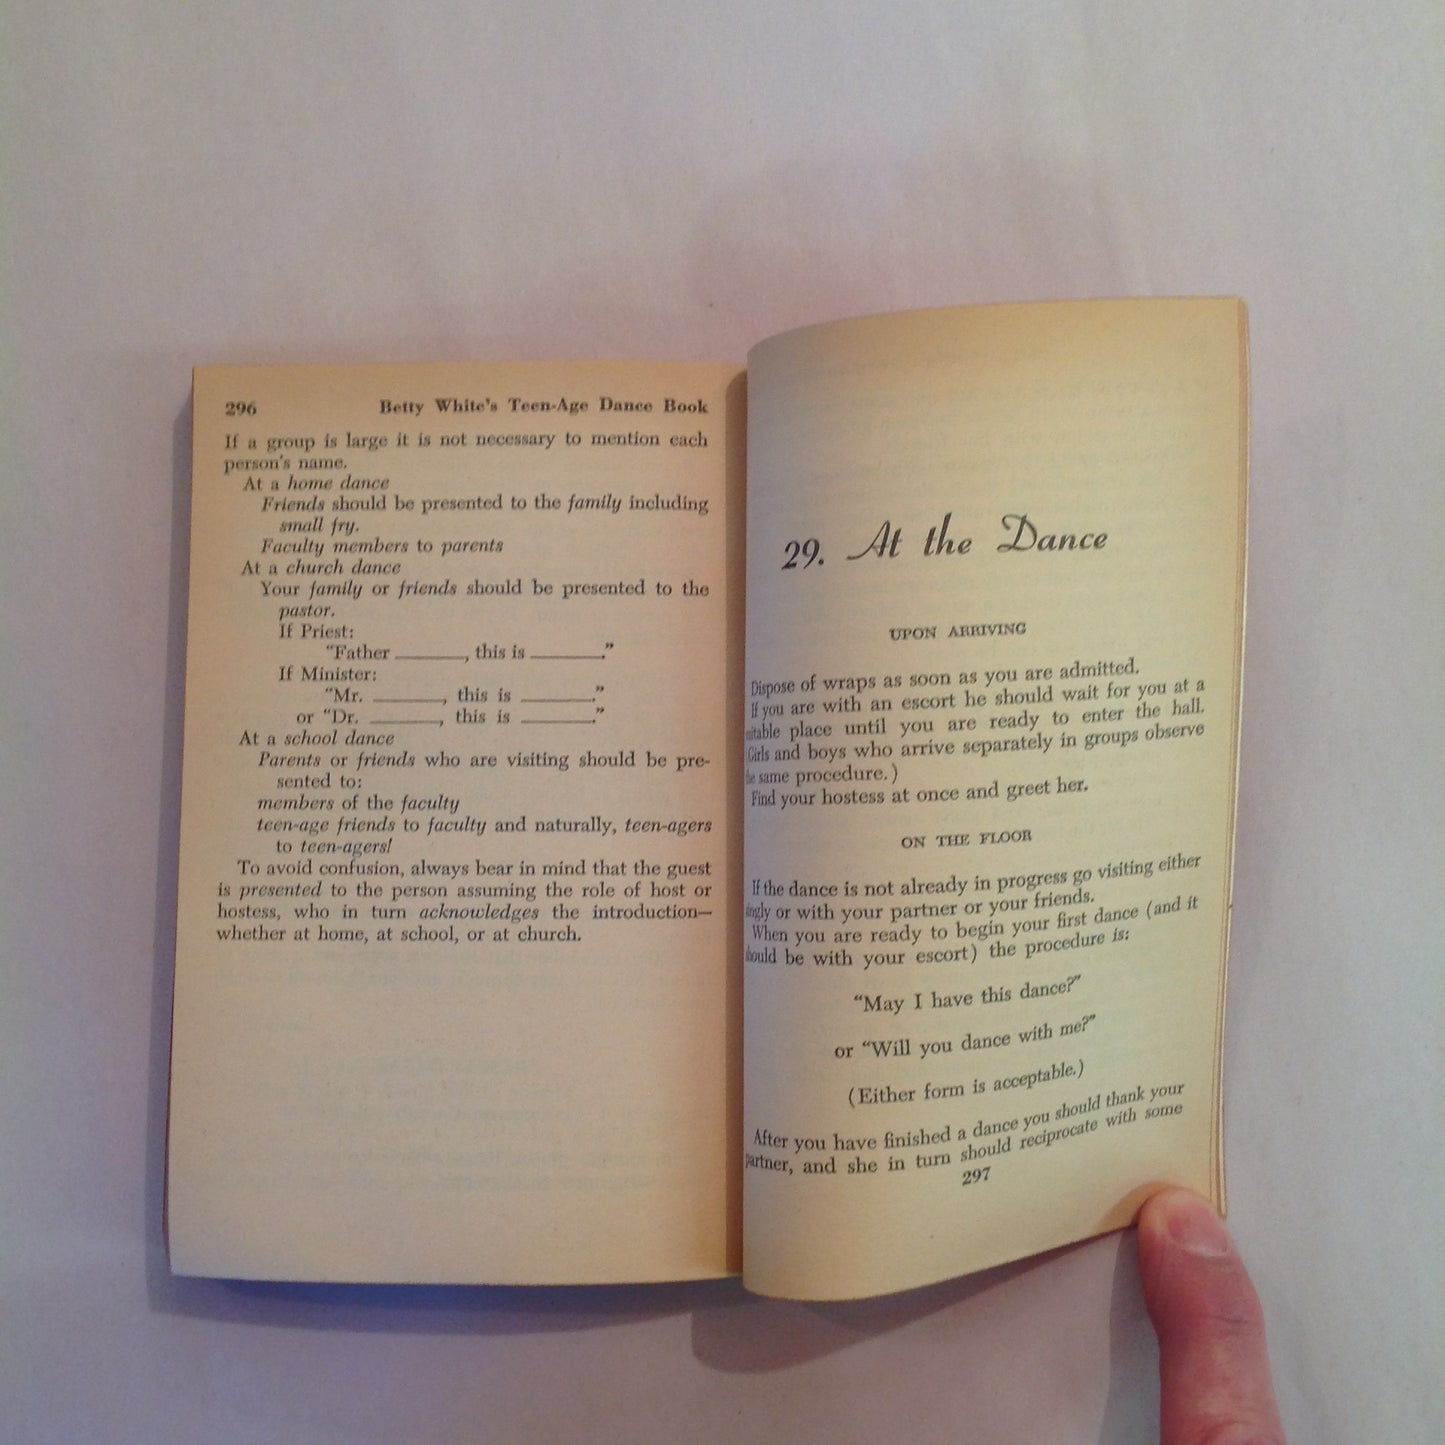 296 Betty White's Teen-Age Dance Book
If a group is large it is not necessary to mention each
person's name.
At a home dance
Friends should be presented to the family including
small fry.
Faculty members to parents
At a church dance
Your family or friends should be presented to the
pastor.
If Priest:
"Father ________, this is ________."
If Minister:
"Mr. ________, this is ________."
or "Dr. ________, this is ________."
At a school dance
Parents or friends who are visiting should be pre-
sented to:
members of the faculty
teen-age friends to faculty and naturally, teen-agers
to teen-agers!
To avoid confusion, always bear in mind that the guest
is presented to the person assuming the role of host or
hostess, who in turn acknowledges the introduction—
whether at home, at school, or at church.
29. At the Dance
UPON ARRIVING
Dispose of wraps as soon as you are admitted.
If you are with an escort he should wait for you at a
place until you are ready to enter the hall.
Girls and boys who arrive separately in groups observe
same procedure.)
Find your hostess at once and greet her.
ON THE FLOOR
If the dance is not already in progress go visiting either
or with your partner or your friends.
When you are ready to begin your first dance (and it
should be with your escort) the procedure is:
"May I have this dance?"
or "Will you dance with me?"
(Either form is acceptable.)
After you have finished a dance you should thank your
partner, and she in turn should reciprocate with some
297